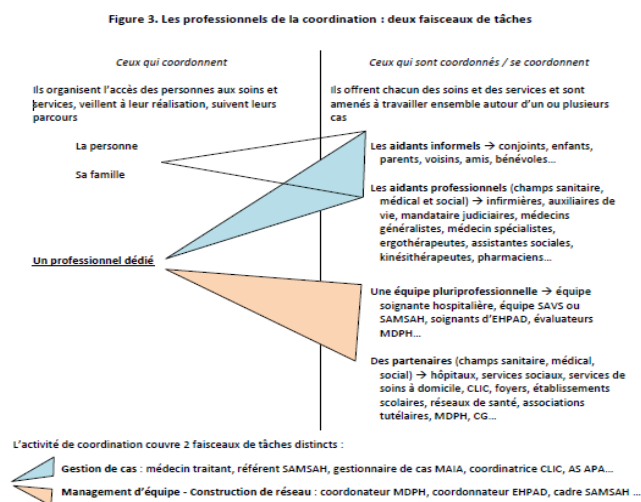 Figure 3. Les professionnels de la coordination : deux faisceaux de tâches
Ceux qui coordonnent
Ils organisent l'accès des personnes aux soins et
services, veillent à leur réalisation, suivent leurs
parcours
La personne
Sa famille
Un professionnel dédié
Ceux qui sont coordonnés / se coordonnent
Ils offrent chacun des soins et des services et sont
amenés à travailler ensemble autour d'un ou plusieurs
cas
Les aidants informels → conjoints, enfants,
parents, voisins, amis, bénévoles...
Les aidants professionnels (champs sanitaire,
médical et social) → infirmières, auxiliaires de
vie, mandataire judiciaires, médecins
généralistes, médecin spécialistes,
ergothérapeutes, assistantes sociales,
kinésithérapeutes, pharmaciens...
Une équipe pluriprofessionnelle → équipe
soignante hospitalière, équipe SAVS ou
SAMSAH, soignants d'EHPAD, évaluateurs
MDPH...
Des partenaires (champs sanitaire, médical,
social) → hôpitaux, services sociaux, services de
soins à domicile, CLIC, foyers, établissements
scolaires, réseaux de santé, associations
tutélaires, MDPH, CG...
L'activité de coordination couvre 2 faisceaux de tâches distincts :
Gestion de cas : médecin traitant, référent SAMSAH, gestionnaire de cas MAIA, coordinatrice CLIC, AS APA...
Management d'équipe - Construction de réseau : coordonateur MDPH, coordonnateur EHPAD, cadre SAMSAH ...